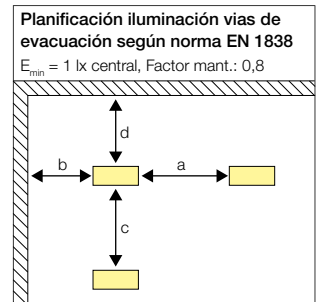 Planificación iluminación vias de
evacuación según norma EN 1838
Emin = 1 lx central, Factor mant.: 0,8
d
b
a
c